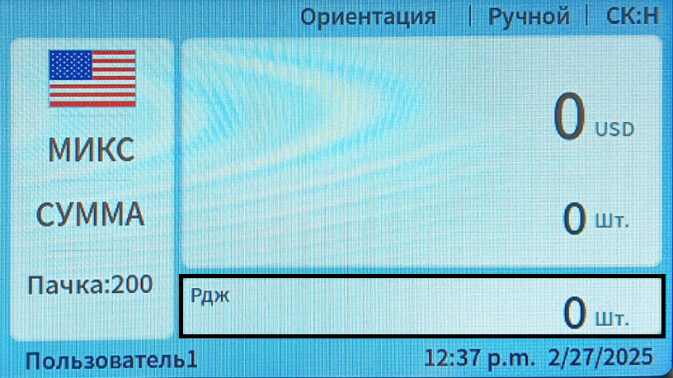 Ориентация | Ручной | СК:Н
0 USD
МИКС
СУММА
0 Шт.
Пачка:200
Рдж
0 Шт.
Пользователь1 12:37 p.m. 2/27/2025